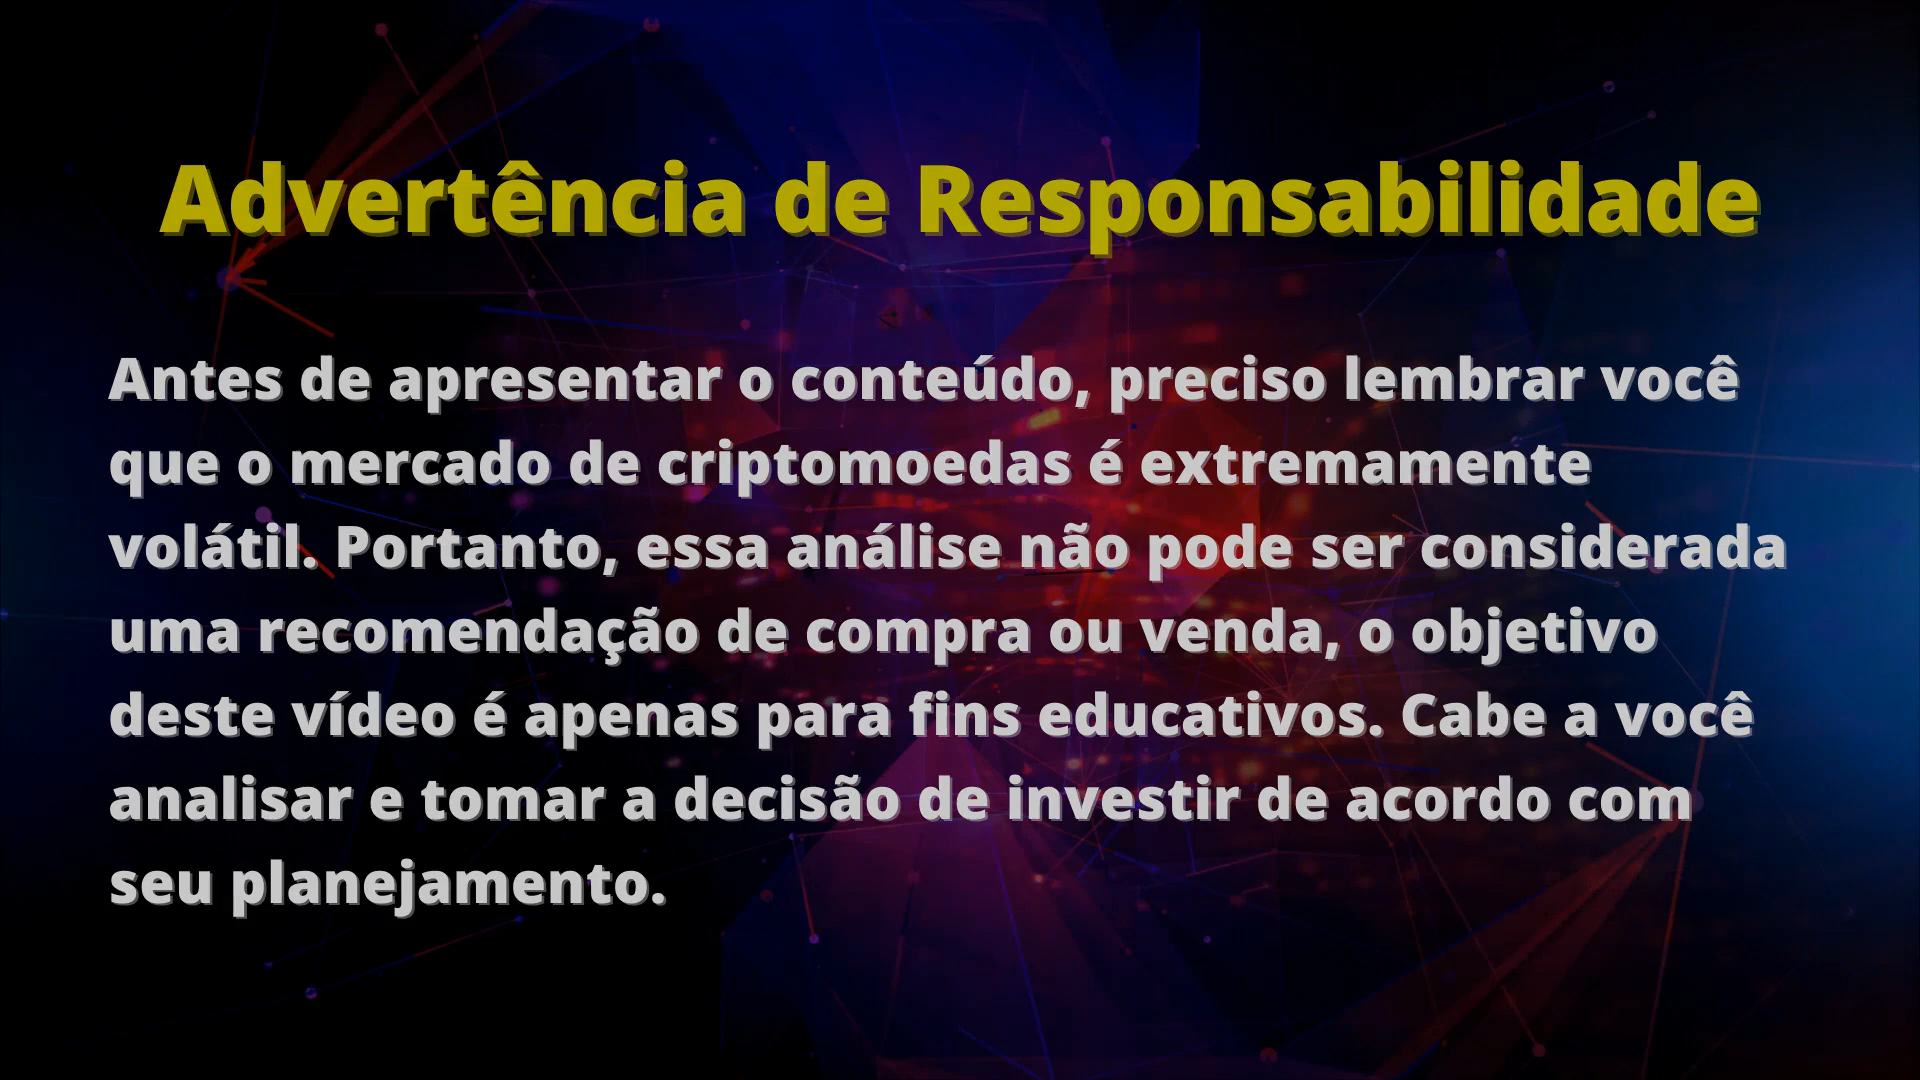 Advertência de Responsabilidade
Antes de apresentar o conteúdo, preciso lembrar você
que o mercado de criptomoedas é extremamente
volátil. Portanto, essa análise não pode ser considerada
uma recomendação de compra ou venda, o objetivo
deste vídeo é apenas para fins educativos. Cabe a você
analisar e tomar a decisão de investir de acordo com
seu planejamento.